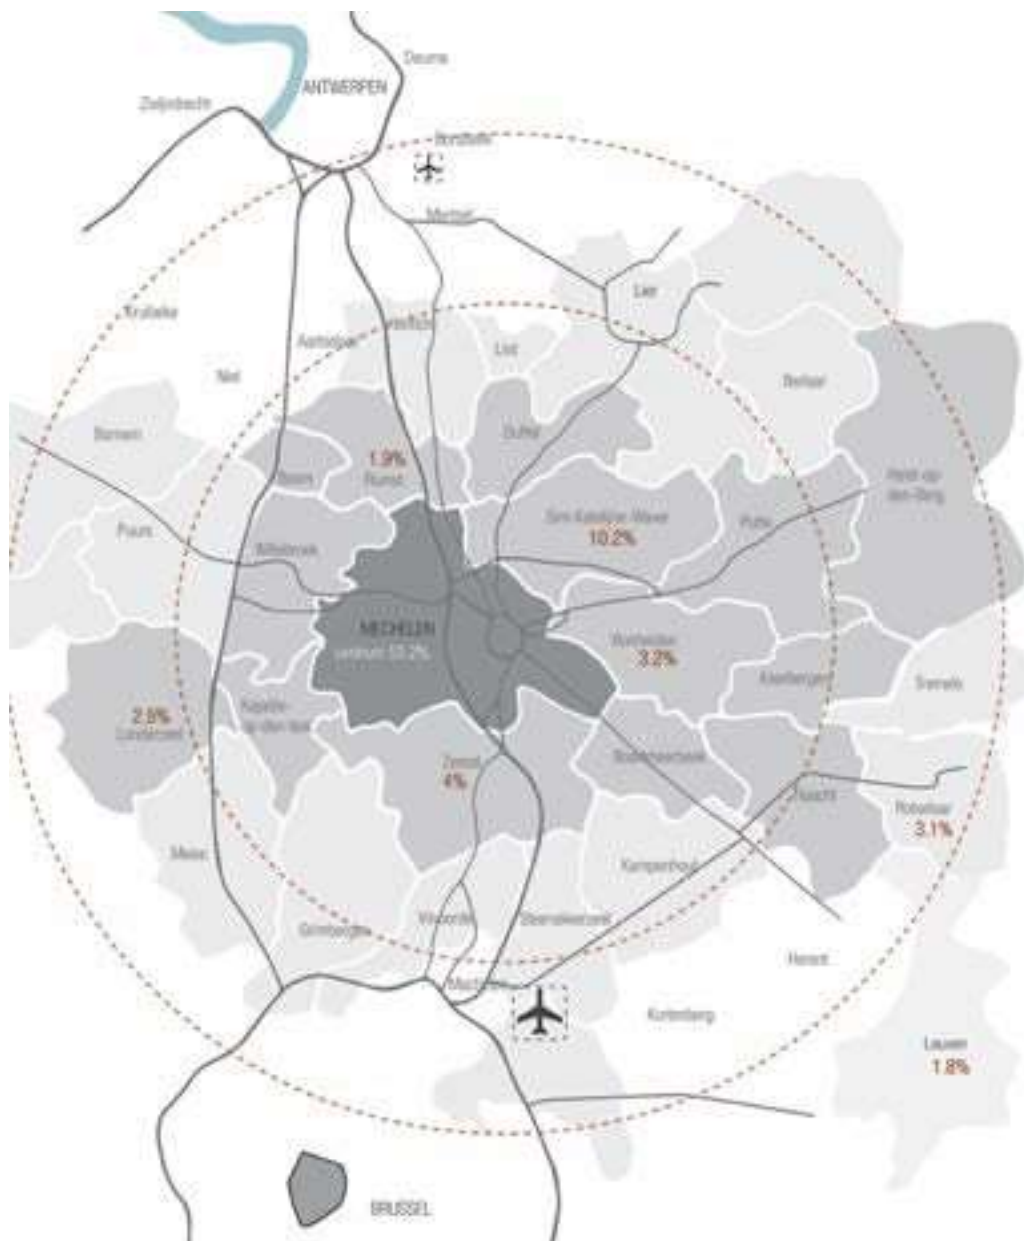 Deurne
ANTWERPEN
Zwijndrecht
Borsbeek
Mortsel
Kruibeke
Lier
Aartselaar
Lint
Niel
Berlaar
Bornem
Duffel
1.9%
Rumst
Boom
Heist-op-
den-Berg
Puurs
Sint-Katelijne-Waver
10.2%
Putte
Willebroek
MECHELEN
Bonheiden
3.2%
Keerbergen
Tremelo
2.5%
Londerzeel
Kapelle-
op-den-Bos
Zemst
4%
Boortmeerbeek
Haacht
Rotselaar
3.1%
Meise
Kampenhout
Grimbergen
Vilvoorde
Steenokkerzeel
Herent
Machelen
Kortenberg
Leuven
1.8%
BRUSSEL